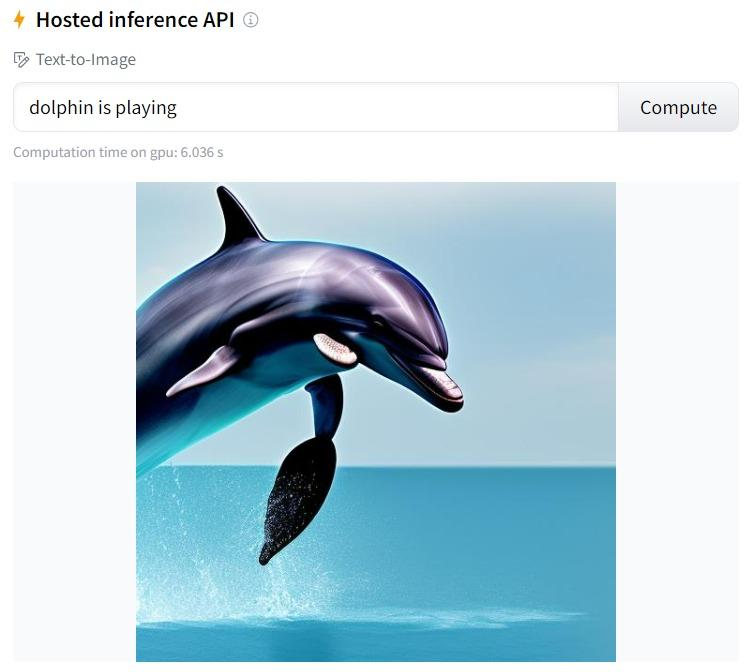 Hosted inference API
Text-to-Image
dolphin is playing
Compute
Computation time on gpu: 6.036 s